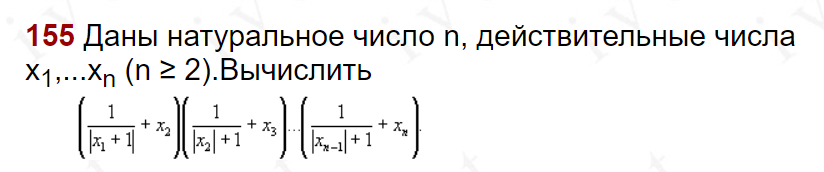 155 Даны натуральное число n, действительные числа
x₁,...xₙ (n ≥ 2).Вычислить
(1/|x₁ + 1| + x₂)(1/(|x₂| + 1) + x₃)...(1/(|xₙ₋₁| + 1) + xₙ).